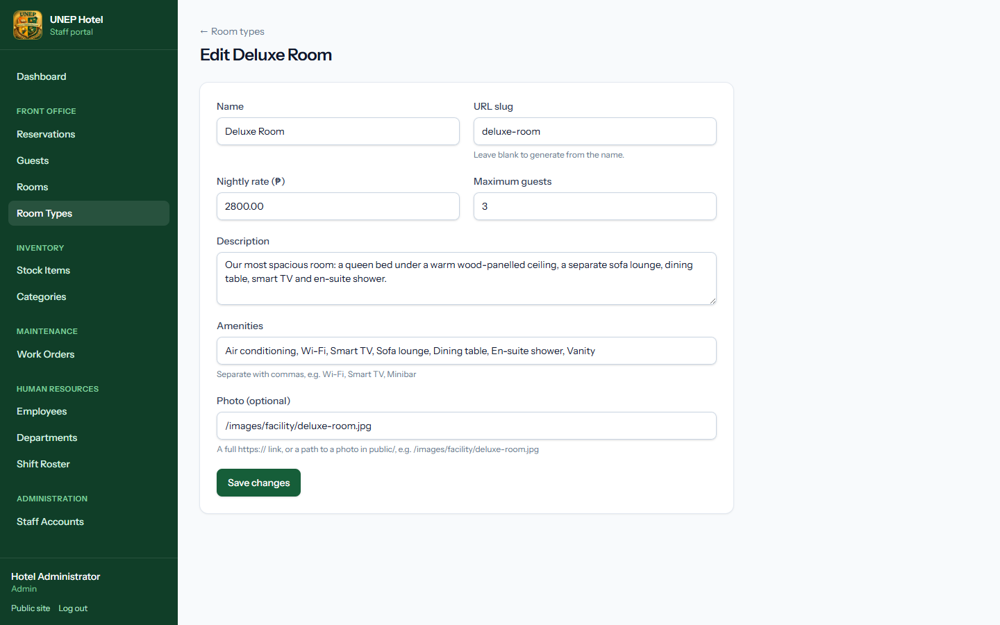 UNEP
UNEP Hotel
Staff portal
Dashboard
FRONT OFFICE
Reservations
Guests
Rooms
Room Types
INVENTORY
Stock Items
Categories
MAINTENANCE
Work Orders
HUMAN RESOURCES
Employees
Departments
Shift Roster
ADMINISTRATION
Staff Accounts
Hotel Administrator
Admin
Public site Log out
← Room types
Edit Deluxe Room
Name
Deluxe Room
URL slug
deluxe-room
Leave blank to generate from the name.
Nightly rate (₱)
2800.00
Maximum guests
3
Description
Our most spacious room: a queen bed under a warm wood-panelled ceiling, a separate sofa lounge, dining
table, smart TV and en-suite shower.
Amenities
Air conditioning, Wi-Fi, Smart TV, Sofa lounge, Dining table, En-suite shower, Vanity
Separate with commas, e.g. Wi-Fi, Smart TV, Minibar
Photo (optional)
/images/facility/deluxe-room.jpg
A full https:// link, or a path to a photo in public/, e.g. /images/facility/deluxe-room.jpg
Save changes